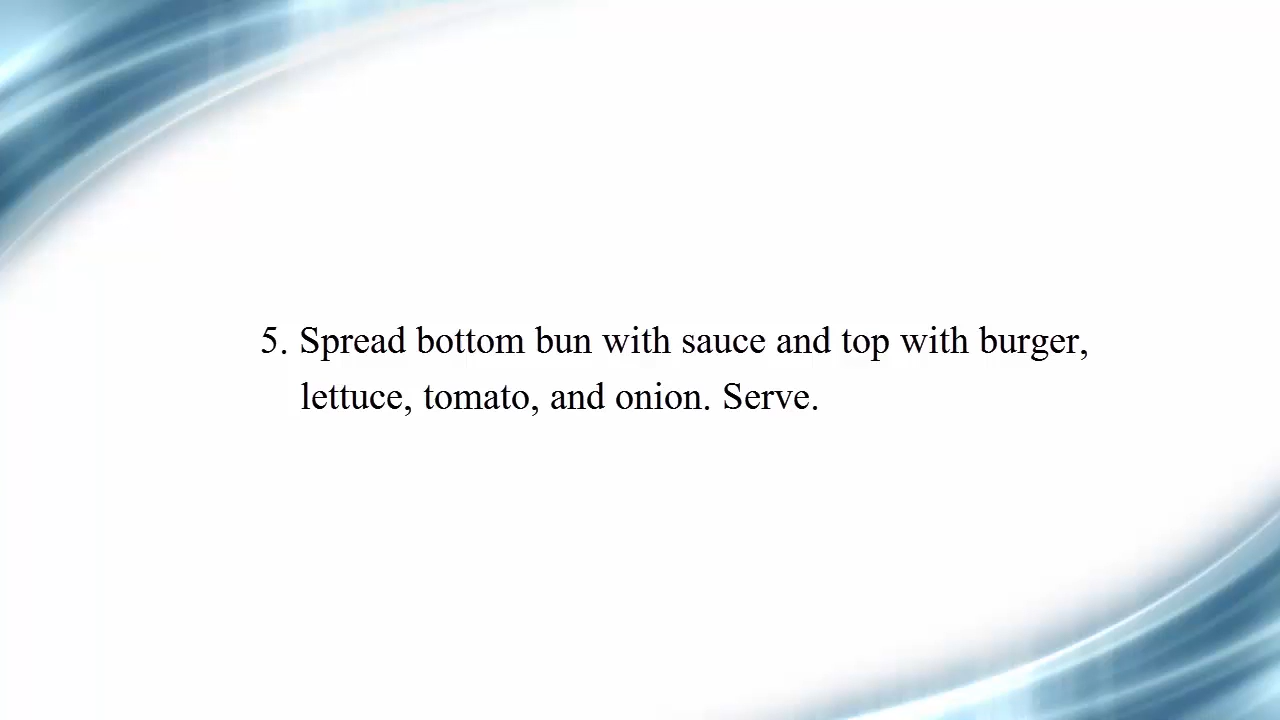 5. Spread bottom bun with sauce and top with burger,
lettuce, tomato, and onion. Serve.